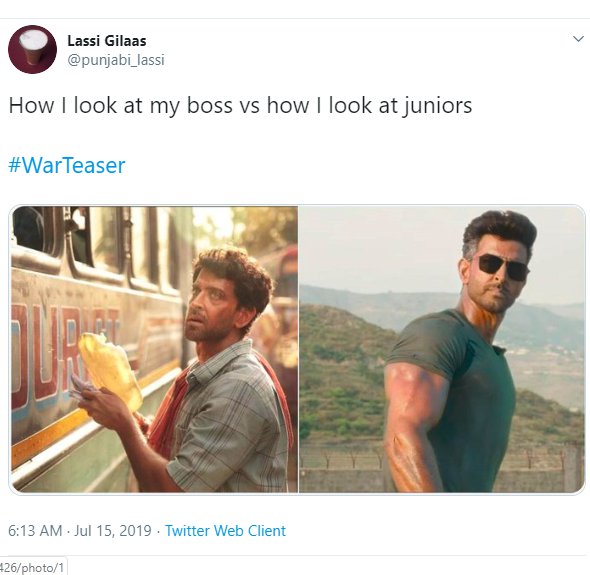 Lassi Gilaas
@punjabi_lassi
How I look at my boss vs how I look at juniors
#WarTeaser
6:13 AM · Jul 15, 2019 · Twitter Web Client
426/photo/1